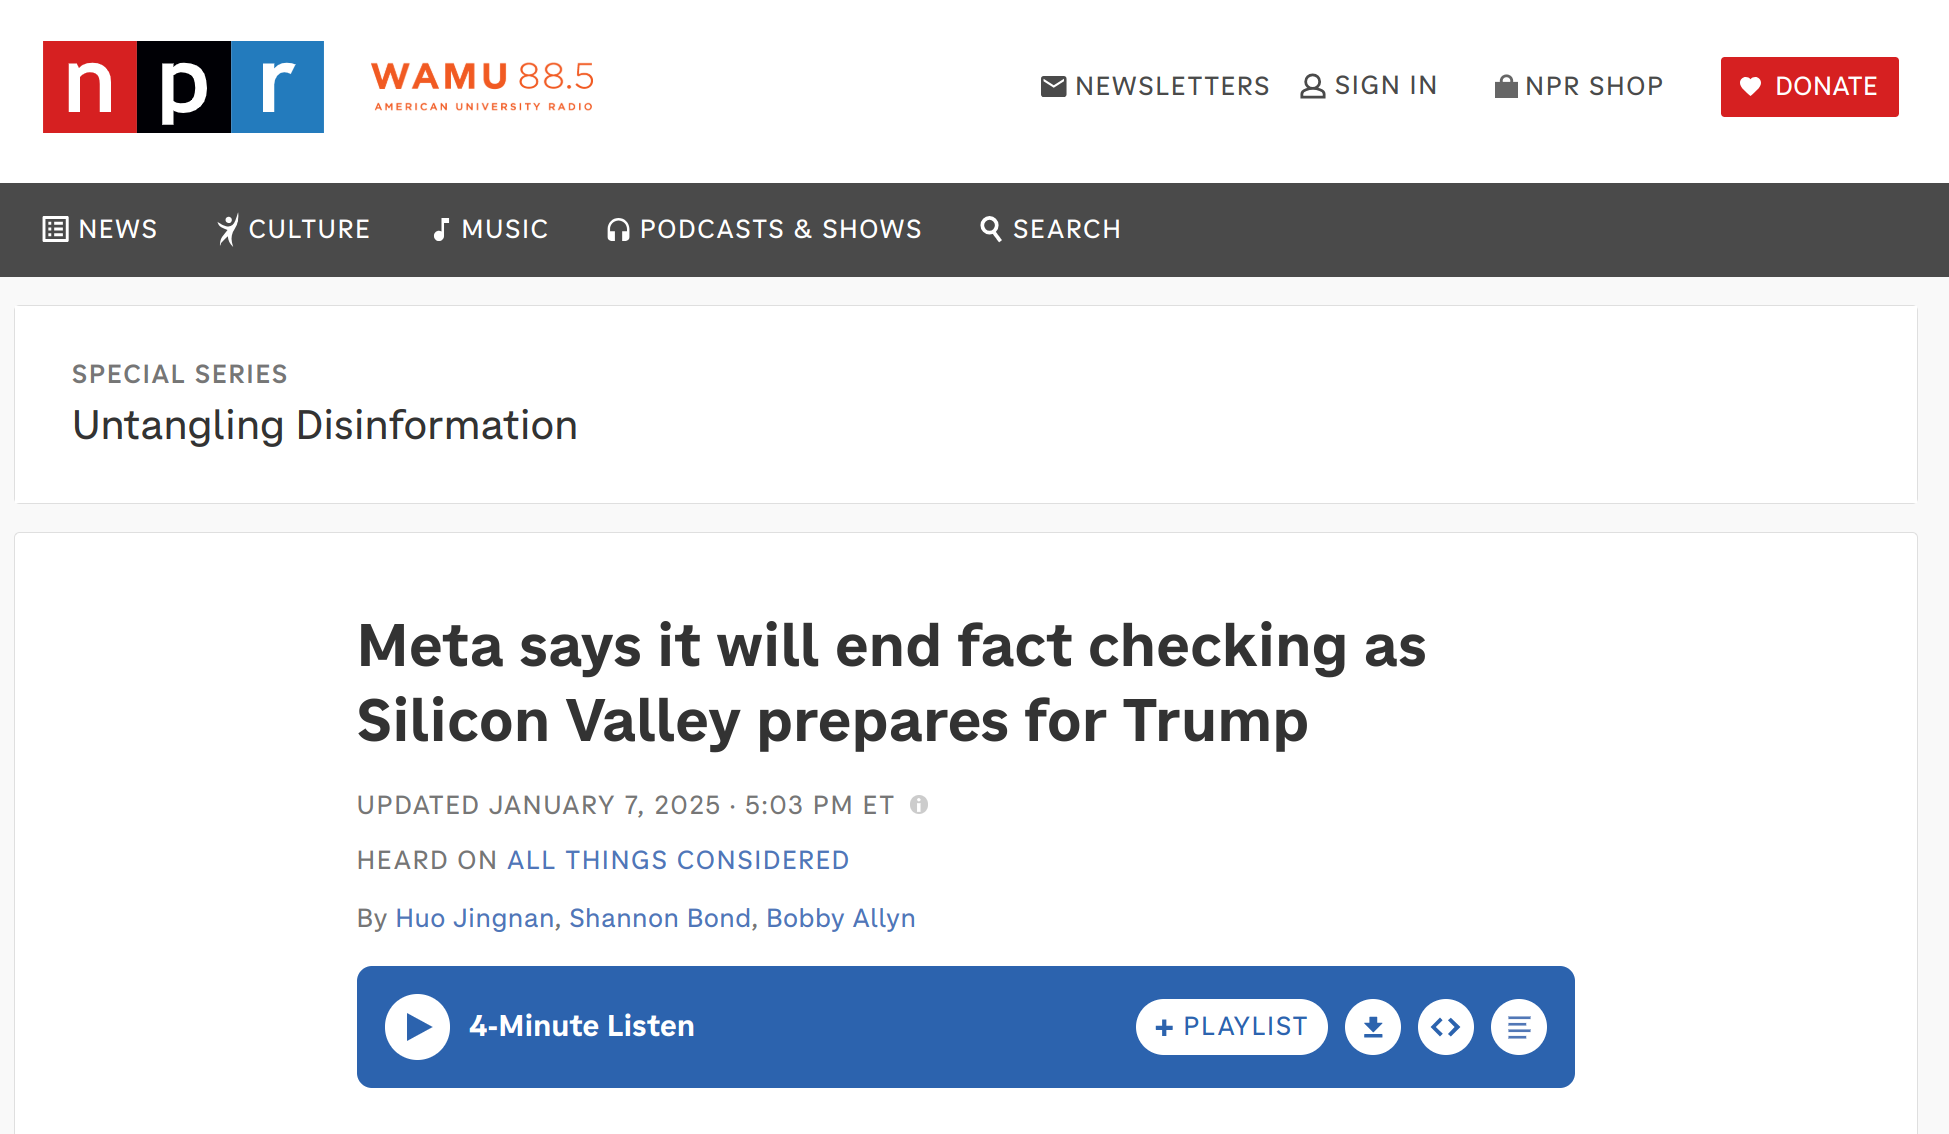 npr
WAMU 88.5
AMERICAN UNIVERSITY RADIO
NEWSLETTERS
SIGN IN
NPR SHOP
DONATE
NEWS
CULTURE
MUSIC
PODCASTS & SHOWS
SEARCH
SPECIAL SERIES
Untangling Disinformation
Meta says it will end fact checking as
Silicon Valley prepares for Trump
UPDATED JANUARY 7, 2025 · 5:03 PM ET
HEARD ON ALL THINGS CONSIDERED
By Huo Jingnan, Shannon Bond, Bobby Allyn
4-Minute Listen
+ PLAYLIST